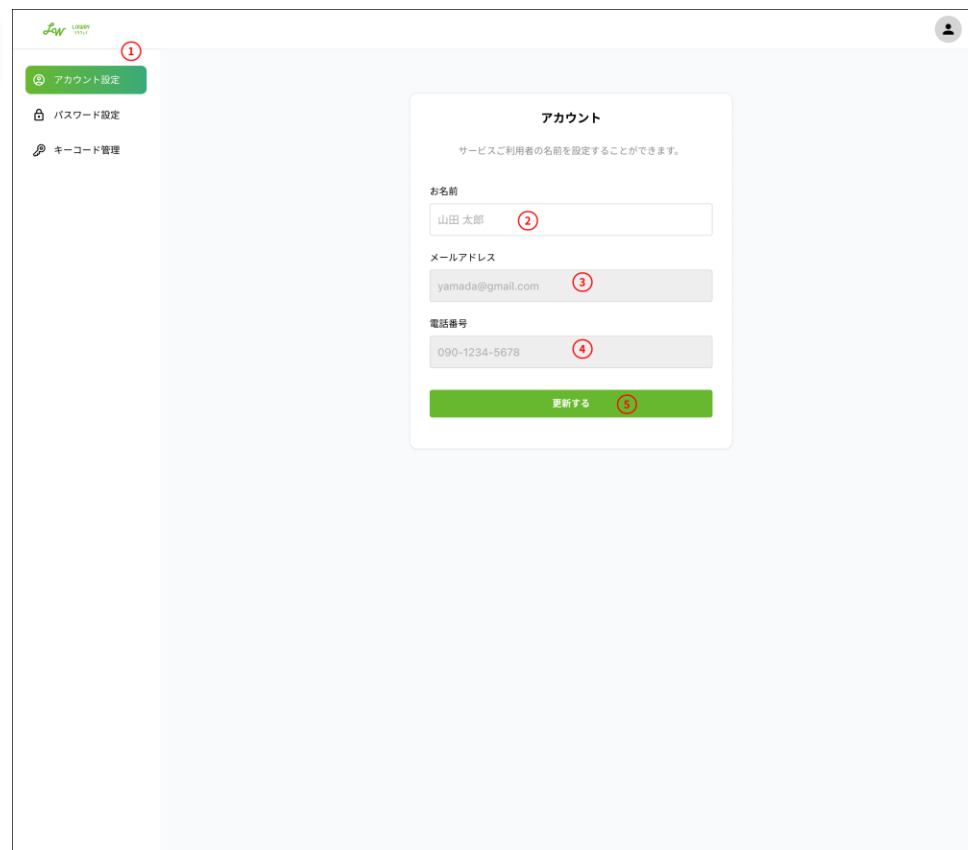 LW
①
アカウント設定
パスワード設定
キーコード管理
アカウント
サービスご利用者の名前を設定することができます。
お名前
山田 太郎 ②
メールアドレス
yamada@gmail.com ③
電話番号
090-1234-5678 ④
更新する ⑤